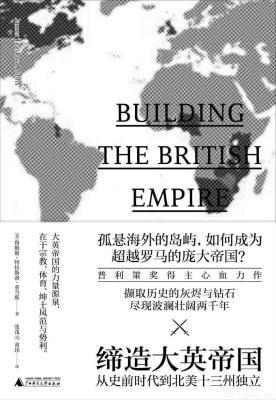 BUILDING
THE BRITISH
EMPIRE
孤悬海外的岛屿，如何成为
超越罗马的庞大帝国？
普利策奖得主心血力作
撷取历史的灰烬与钻石
尽现波澜壮阔两千年
缔造大英帝国
从史前时代到北美十三州独立
大英帝国的力量源泉，
在于宗教、体育、绅士风范与势利。
广西师范大学出版社